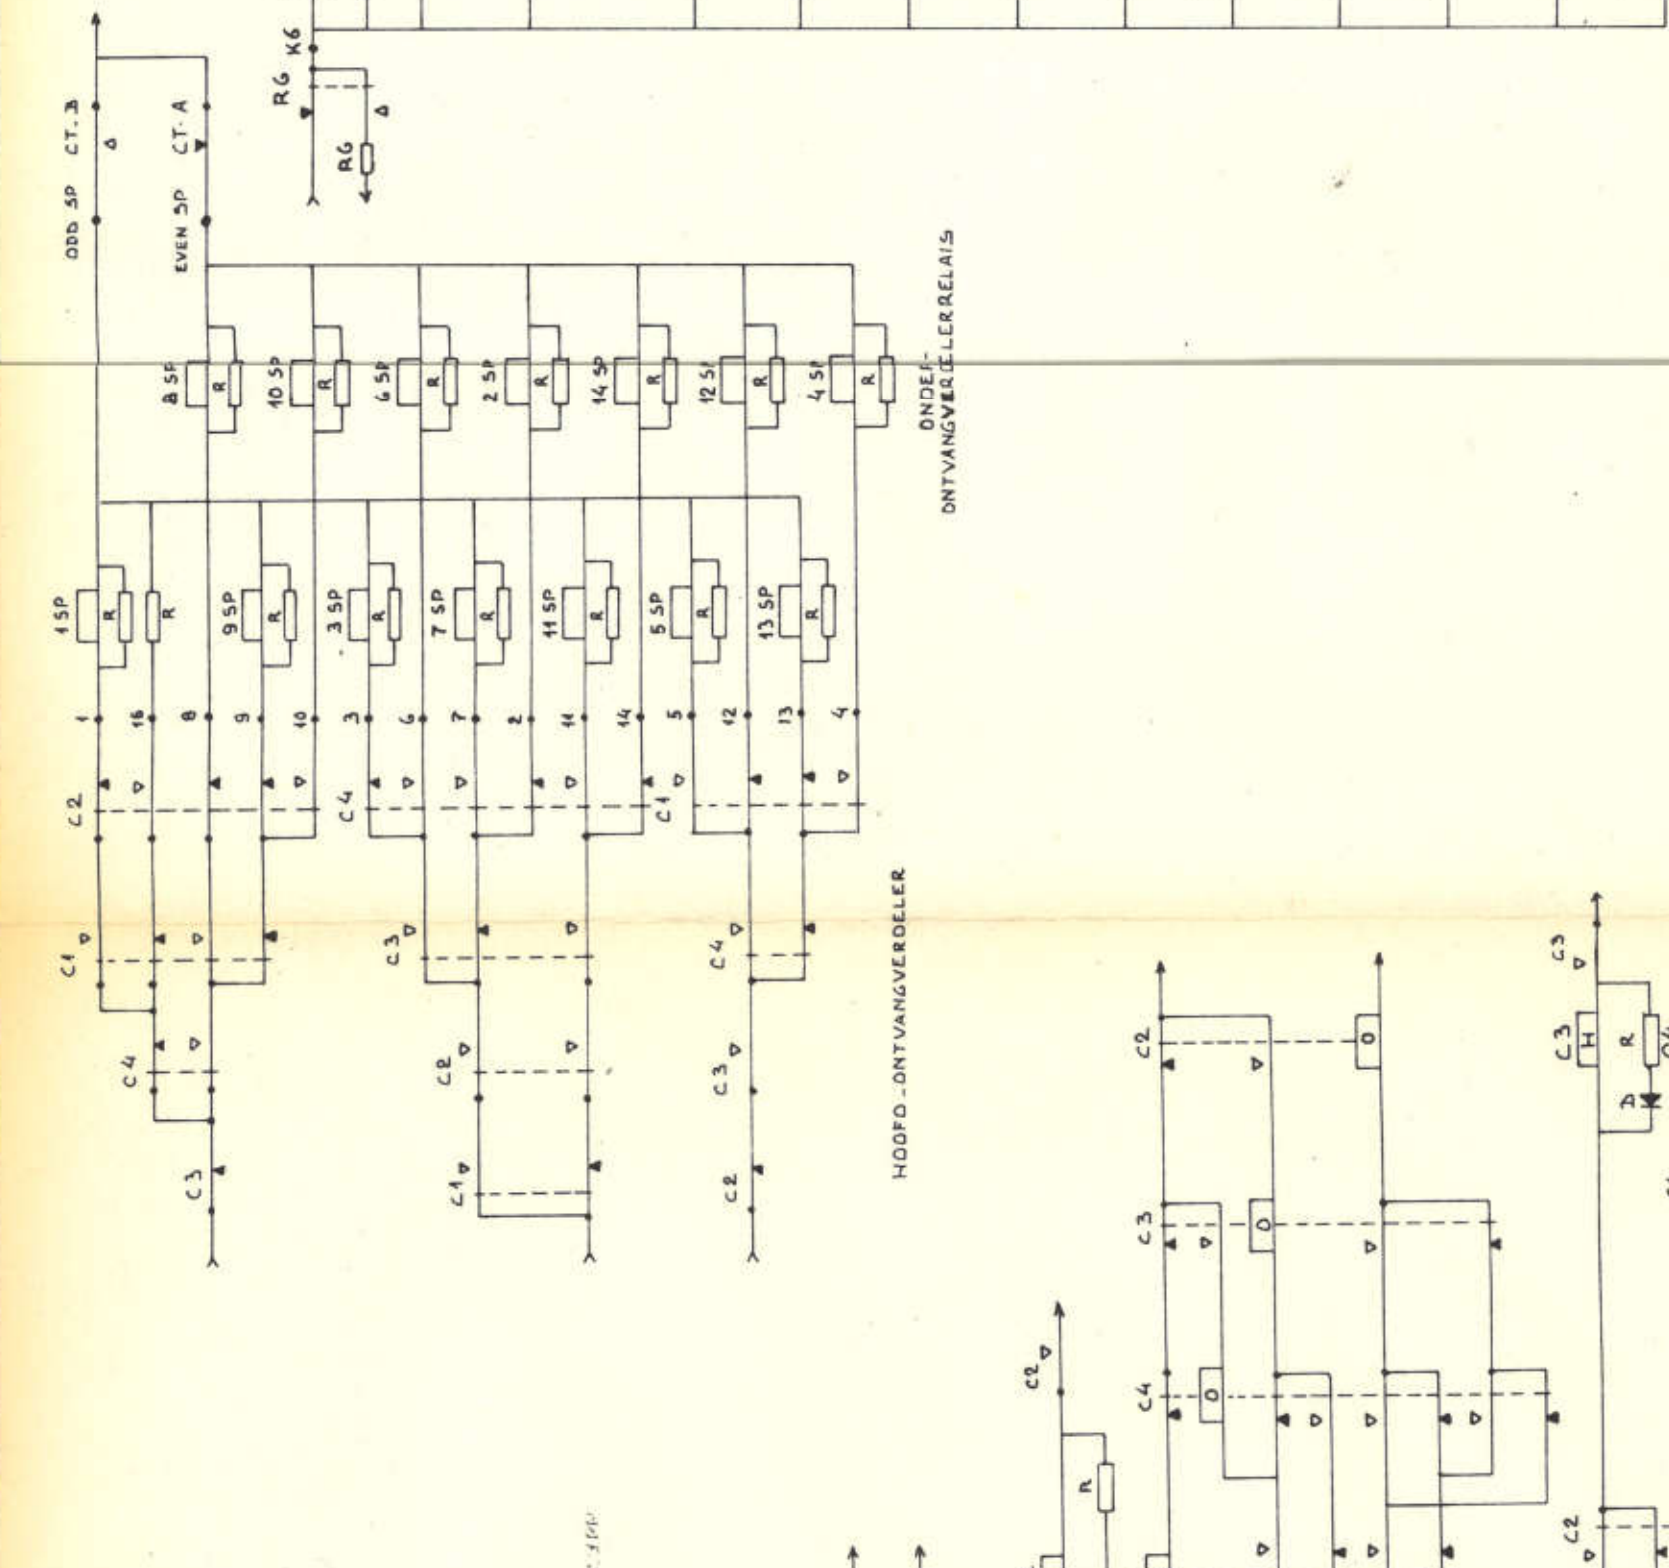 ODD SP CT.B
EVEN SP CT.A
RG K6
RG
8 SP
R
10 SP
R
6 SP
R
2 SP
R
14 SP
R
12 SP
R
4 SP
R
ONDER-
ONTVANGVERDELERRELAIS
1 SP
R
R
9 SP
R
3 SP
R
7 SP
R
11 SP
R
5 SP
R
13 SP
R
1
8
9
10
3
6
7
2
11
14
5
12
13
4
C2
C4
C1
C1
C3
C4
C4
C2
C3
C3
C1
C2
HOOFD-ONTVANGVERDELER
C2
O
C3
O
C4
O
C2
R
C3
C3
H
R
D
C2